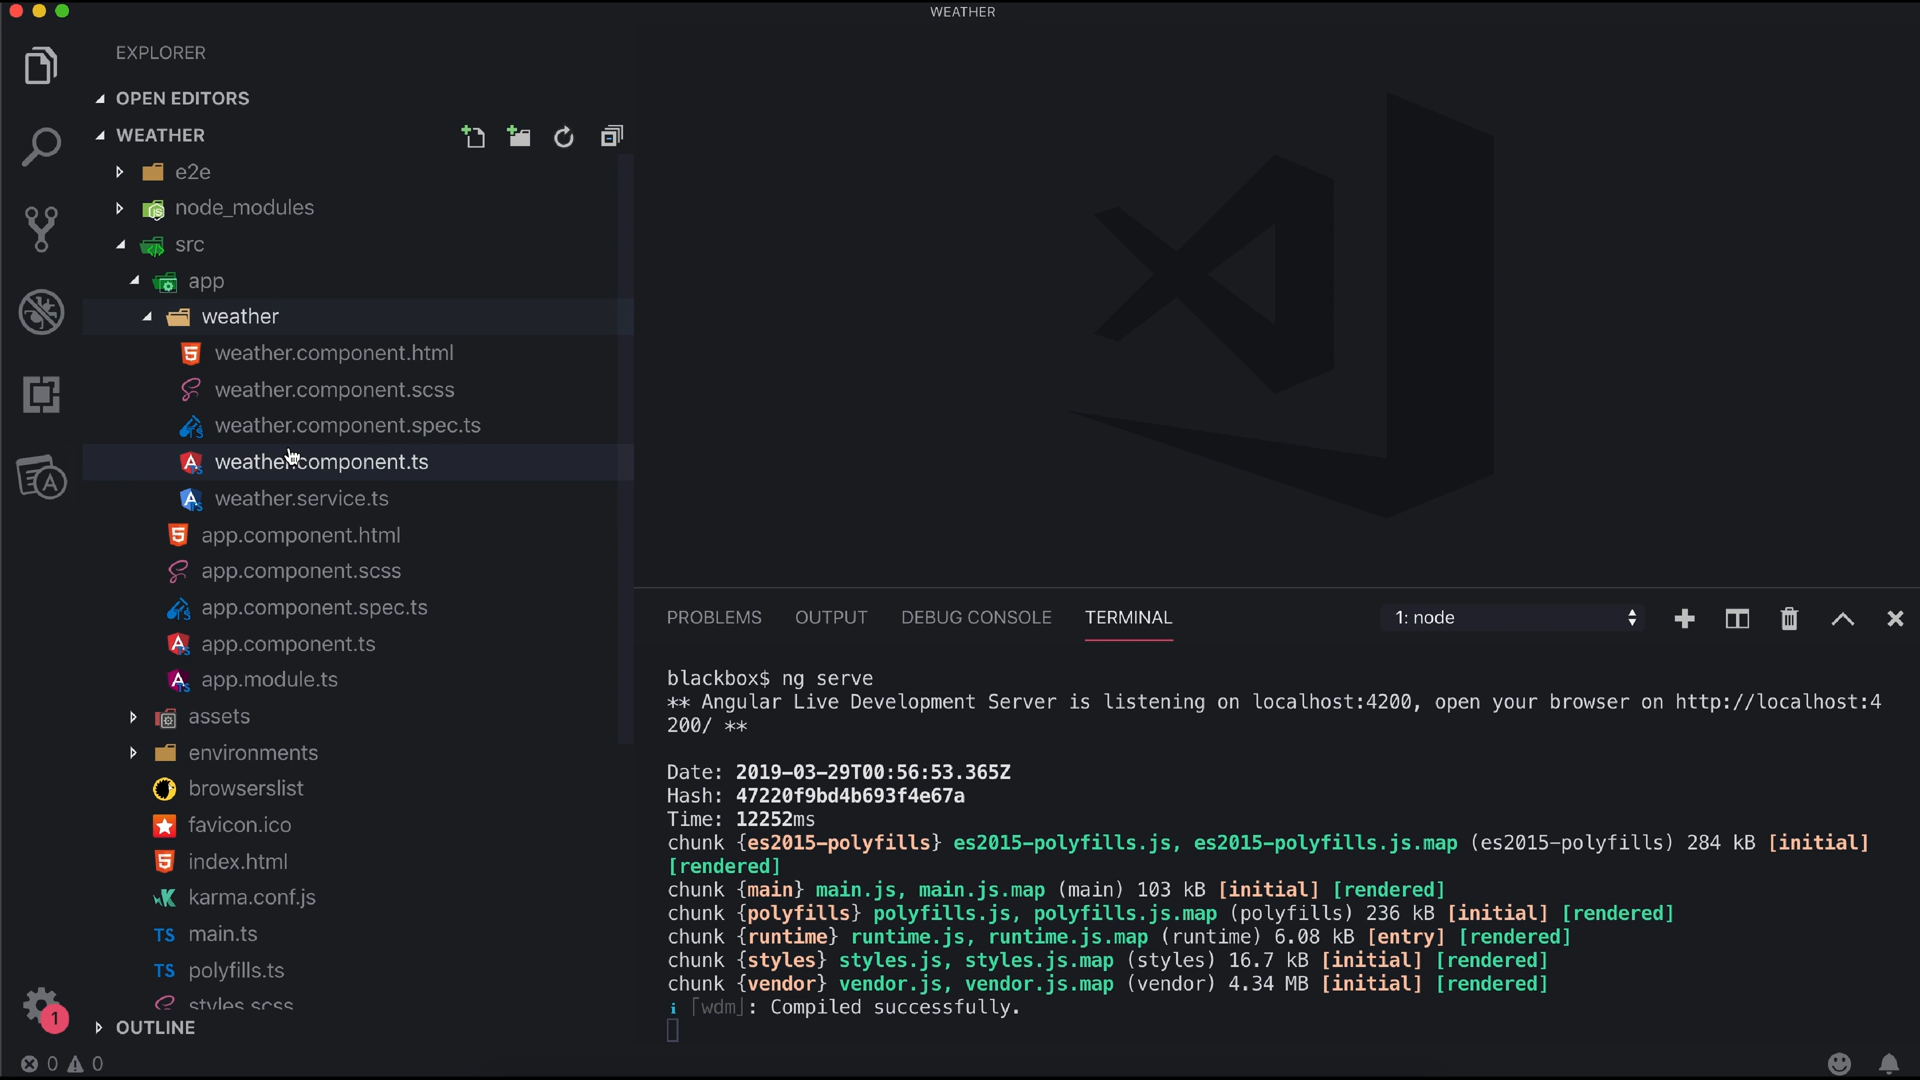 WEATHER
EXPLORER
OPEN EDITORS
WEATHER
e2e
node_modules
src
app
weather
weather.component.html
weather.component.scss
weather.component.spec.ts
weather.component.ts
weather.service.ts
app.component.html
app.component.scss
app.component.spec.ts
app.component.ts
app.module.ts
assets
environments
browserslist
favicon.ico
index.html
karma.conf.js
TS main.ts
TS polyfills.ts
styles.scss
OUTLINE
1
0 0
PROBLEMS OUTPUT DEBUG CONSOLE TERMINAL 1: node
blackbox$ ng serve
** Angular Live Development Server is listening on localhost:4200, open your browser on http://localhost:4
200/ **
Date: 2019-03-29T00:56:53.365Z
Hash: 47220f9bd4b693f4e67a
Time: 12252ms
chunk {es2015-polyfills} es2015-polyfills.js, es2015-polyfills.js.map (es2015-polyfills) 284 kB [initial]
[rendered]
chunk {main} main.js, main.js.map (main) 103 kB [initial] [rendered]
chunk {polyfills} polyfills.js, polyfills.js.map (polyfills) 236 kB [initial] [rendered]
chunk {runtime} runtime.js, runtime.js.map (runtime) 6.08 kB [entry] [rendered]
chunk {styles} styles.js, styles.js.map (styles) 16.7 kB [initial] [rendered]
chunk {vendor} vendor.js, vendor.js.map (vendor) 4.34 MB [initial] [rendered]
i ｢wdm｣: Compiled successfully.